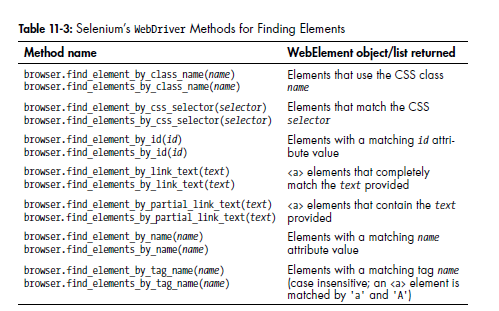 Table 11-3: Selenium's WebDriver Methods for Finding Elements
Method name WebElement object/list returned
browser.find_element_by_class_name(name) Elements that use the CSS class
browser.find_elements_by_class_name(name) name
browser.find_element_by_css_selector(selector) Elements that match the CSS
browser.find_elements_by_css_selector(selector) selector
browser.find_element_by_id(id) Elements with a matching id attri-
browser.find_elements_by_id(id) bute value
browser.find_element_by_link_text(text) <a> elements that completely
browser.find_elements_by_link_text(text) match the text provided
browser.find_element_by_partial_link_text(text) <a> elements that contain the text
browser.find_elements_by_partial_link_text(text) provided
browser.find_element_by_name(name) Elements with a matching name
browser.find_elements_by_name(name) attribute value
browser.find_element_by_tag_name(name) Elements with a matching tag name
browser.find_elements_by_tag_name(name) (case insensitive; an <a> element is
matched by 'a' and 'A')